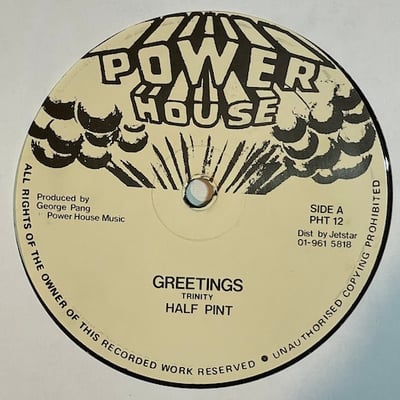 POWER
HOUSE
Produced by
George Pang
Power House Music
SIDE A
PHT 12
Dist by Jetstar
01-961 5818
GREETINGS
TRINITY
HALF PINT
ALL RIGHTS OF THE OWNER OF THIS RECORDED WORK RESERVED ● UNAUTHORISED COPYING PROHIBITED